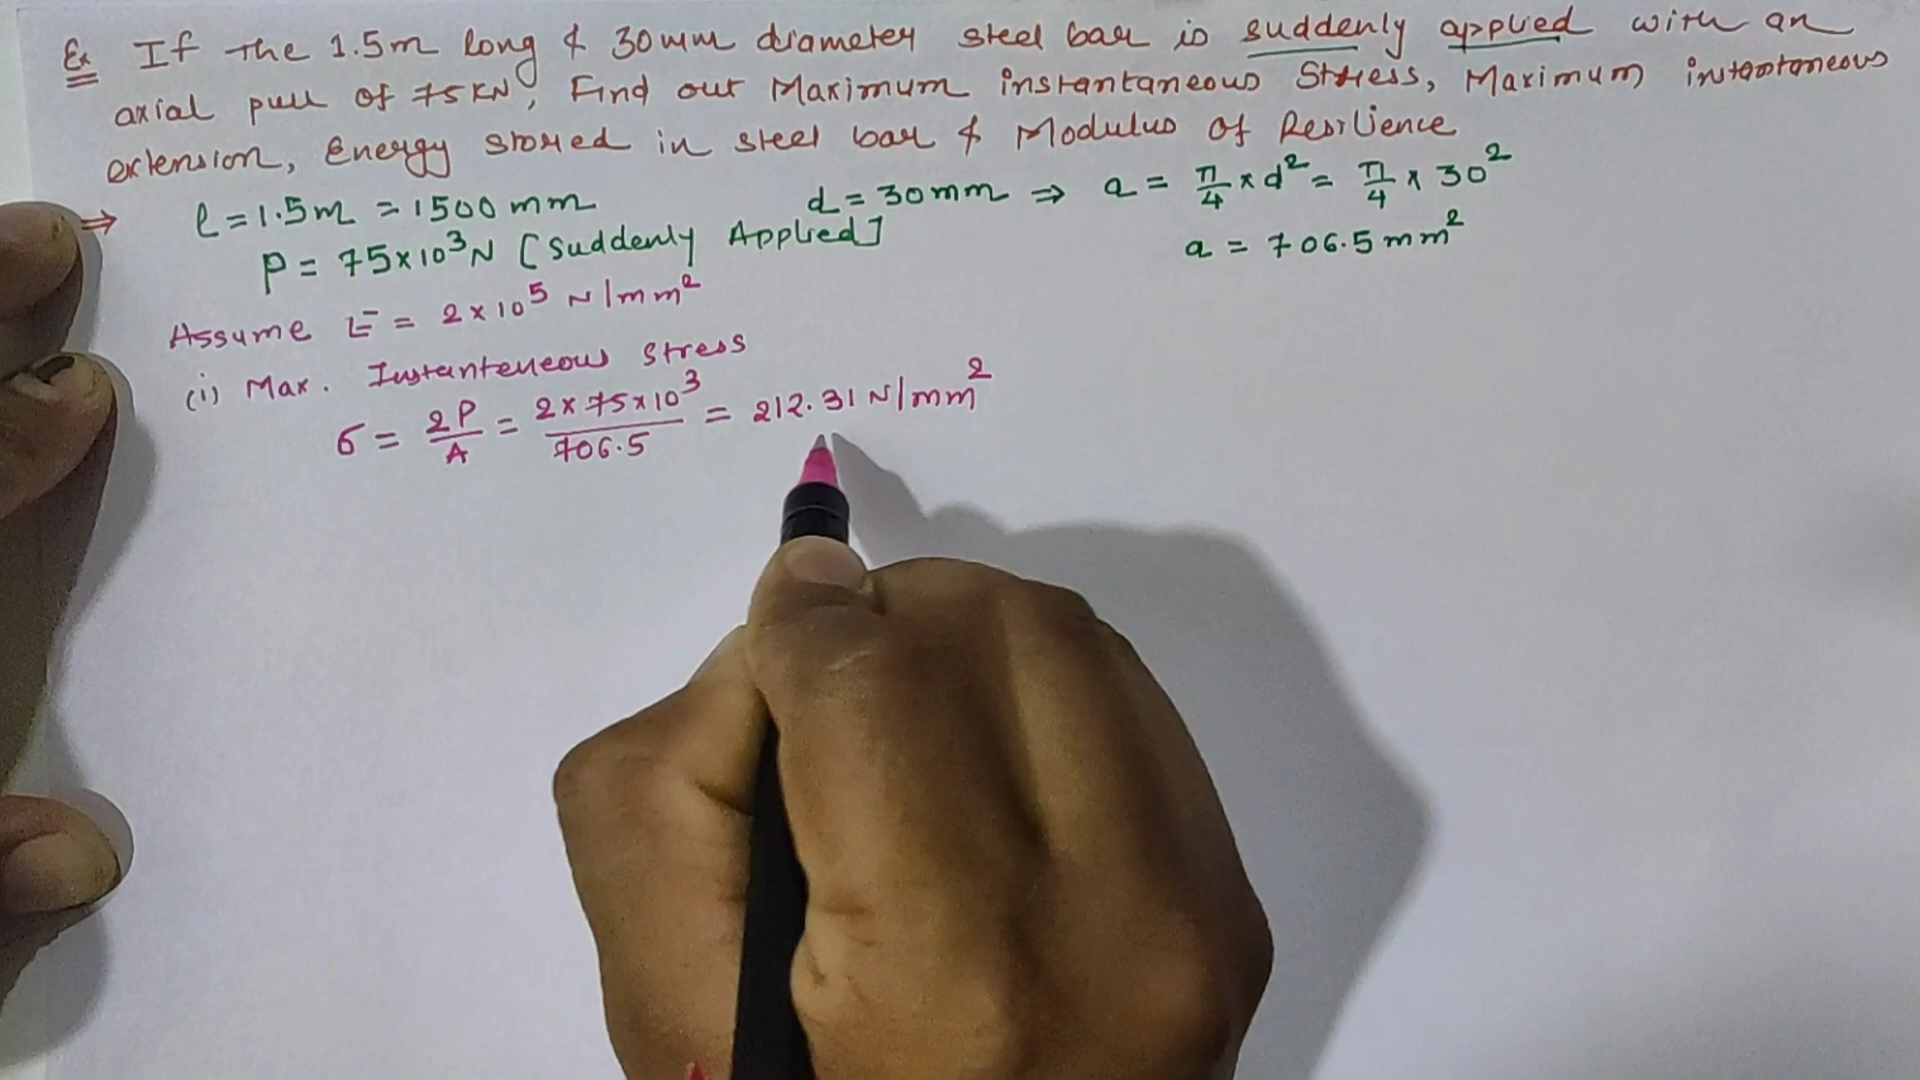 Ex If the 1.5m long & 30mm diameter steel bar is suddenly applied with an
axial pull of 75KN, Find out Maximum instantaneous Stress, Maximum instantaneous
extension, Energy stored in steel bar & Modulus of Resilience
⇒ l = 1.5m = 1500 mm d = 30mm ⇒ a = π/4 × d² = π/4 × 30²
P = 75×10³ N [Suddenly Applied] a = 706.5 mm²
Assume E = 2×10⁵ N/mm²
(i) Max. Instanteneous Stress
σ = 2P/A = 2×75×10³/706.5 = 212.31 N/mm²